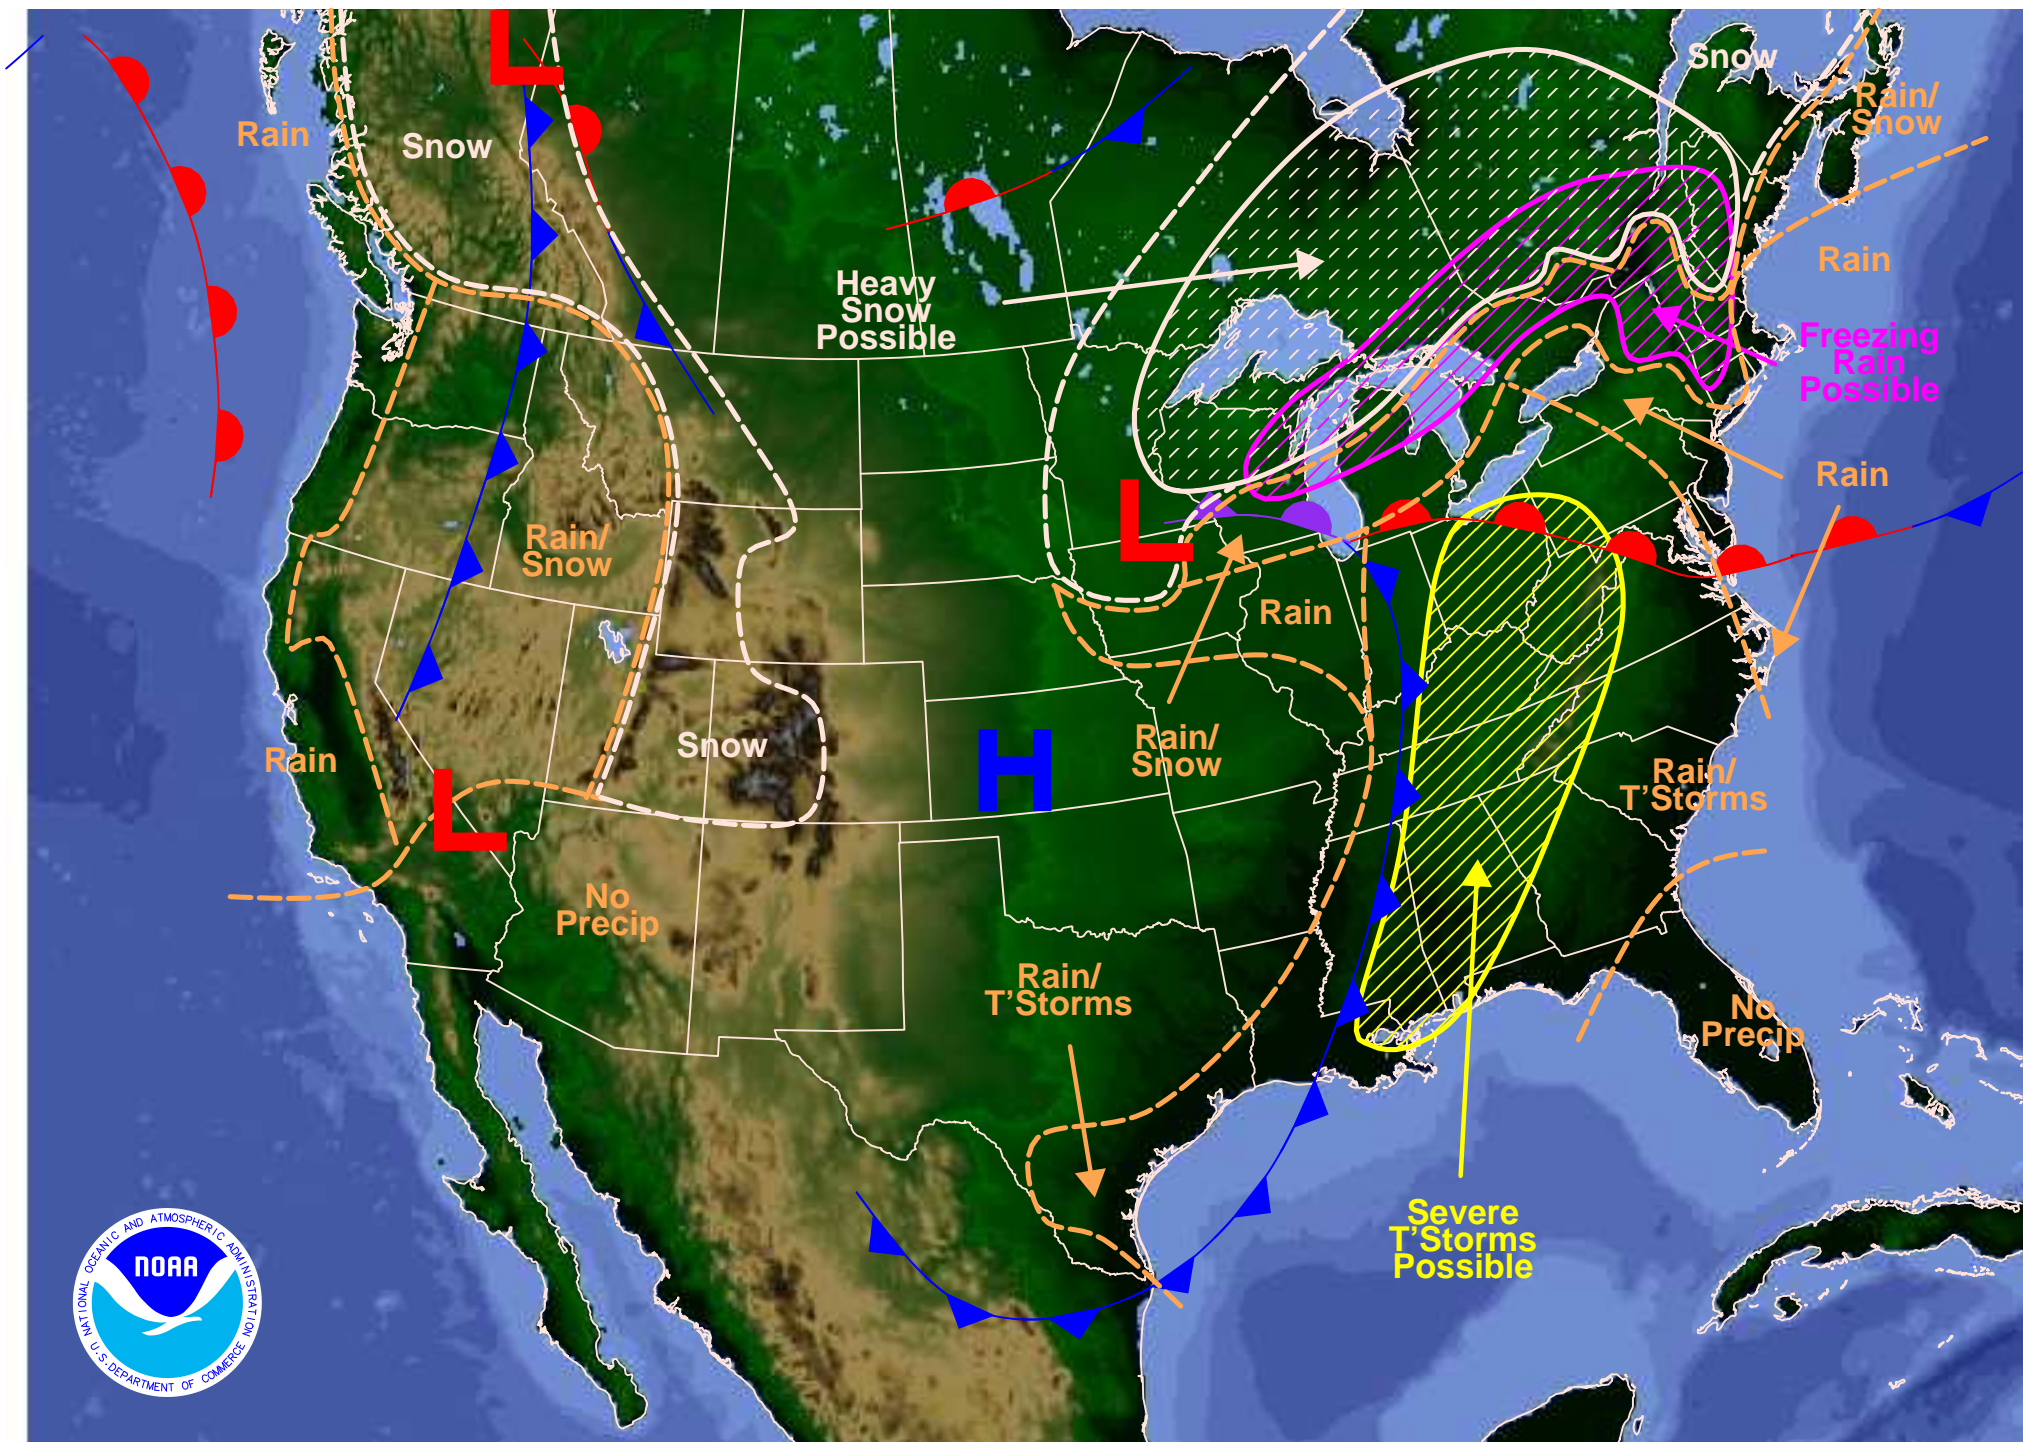 L
Snow
Rain/
Snow
Rain
Snow
Rain
Heavy
Snow
Possible
Freezing
Rain
Possible
Rain
L
Rain/
Snow
Rain
Rain/
Snow
Snow
H
Rain
L
Rain/
T'Storms
No
Precip
Rain/
T'Storms
No
Precip
Severe
T'Storms
Possible
NATIONAL OCEANIC AND ATMOSPHERIC ADMINISTRATION
NOAA
U.S. DEPARTMENT OF COMMERCE